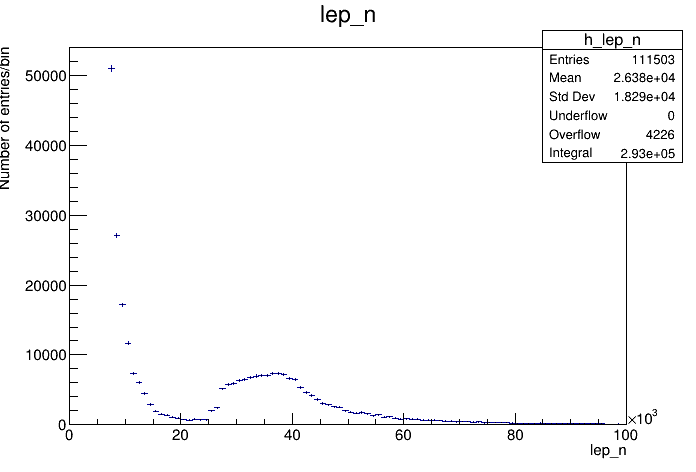 lep_n
h_lep_n
Entries 111503
Mean 2.638e+04
Std Dev 1.829e+04
Underflow 0
Overflow 4226
Integral 2.93e+05
Number of entries/bin
50000
40000
30000
20000
10000
0
0 20 40 60 80 100
×10³
lep_n